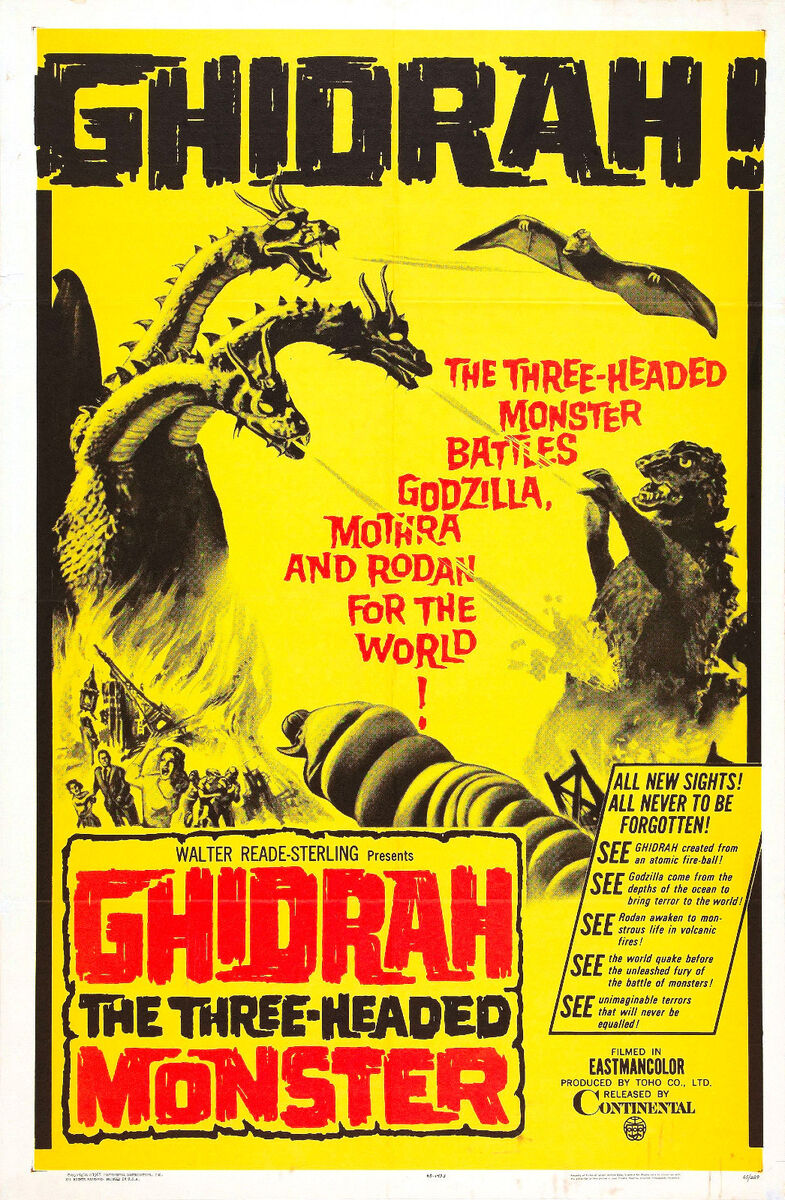 GHIDRAH!
THE THREE-HEADED
MONSTER
BATTLES
GODZILLA,
MOTHRA
AND RODAN
FOR THE
WORLD
!
ALL NEW SIGHTS!
ALL NEVER TO BE
FORGOTTEN!
SEE GHIDRAH created from
an atomic fire-ball!
SEE Godzilla come from the
depths of the ocean to
bring terror to the world!
SEE Rodan awaken to mon-
strous life in volcanic
fires!
SEE the world quake before
the unleashed fury of
the battle of monsters!
SEE unimaginable terrors
that will never be
equalled!
WALTER READE-STERLING Presents
GHIDRAH
THE THREE-HEADED
MONSTER
FILMED IN
EASTMANCOLOR
PRODUCED BY TOHO CO., LTD.
RELEASED BY
CONTINENTAL
65/289